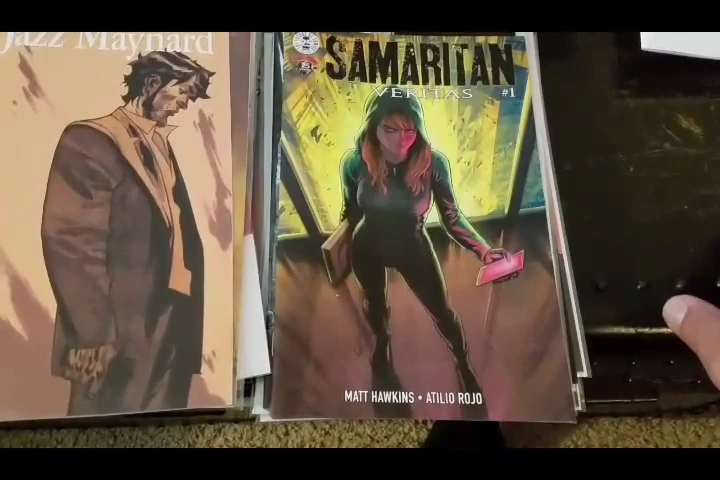 Jazz Maynard
SAMARITAN
VERITAS #1
MATT HAWKINS • ATILIO ROJO